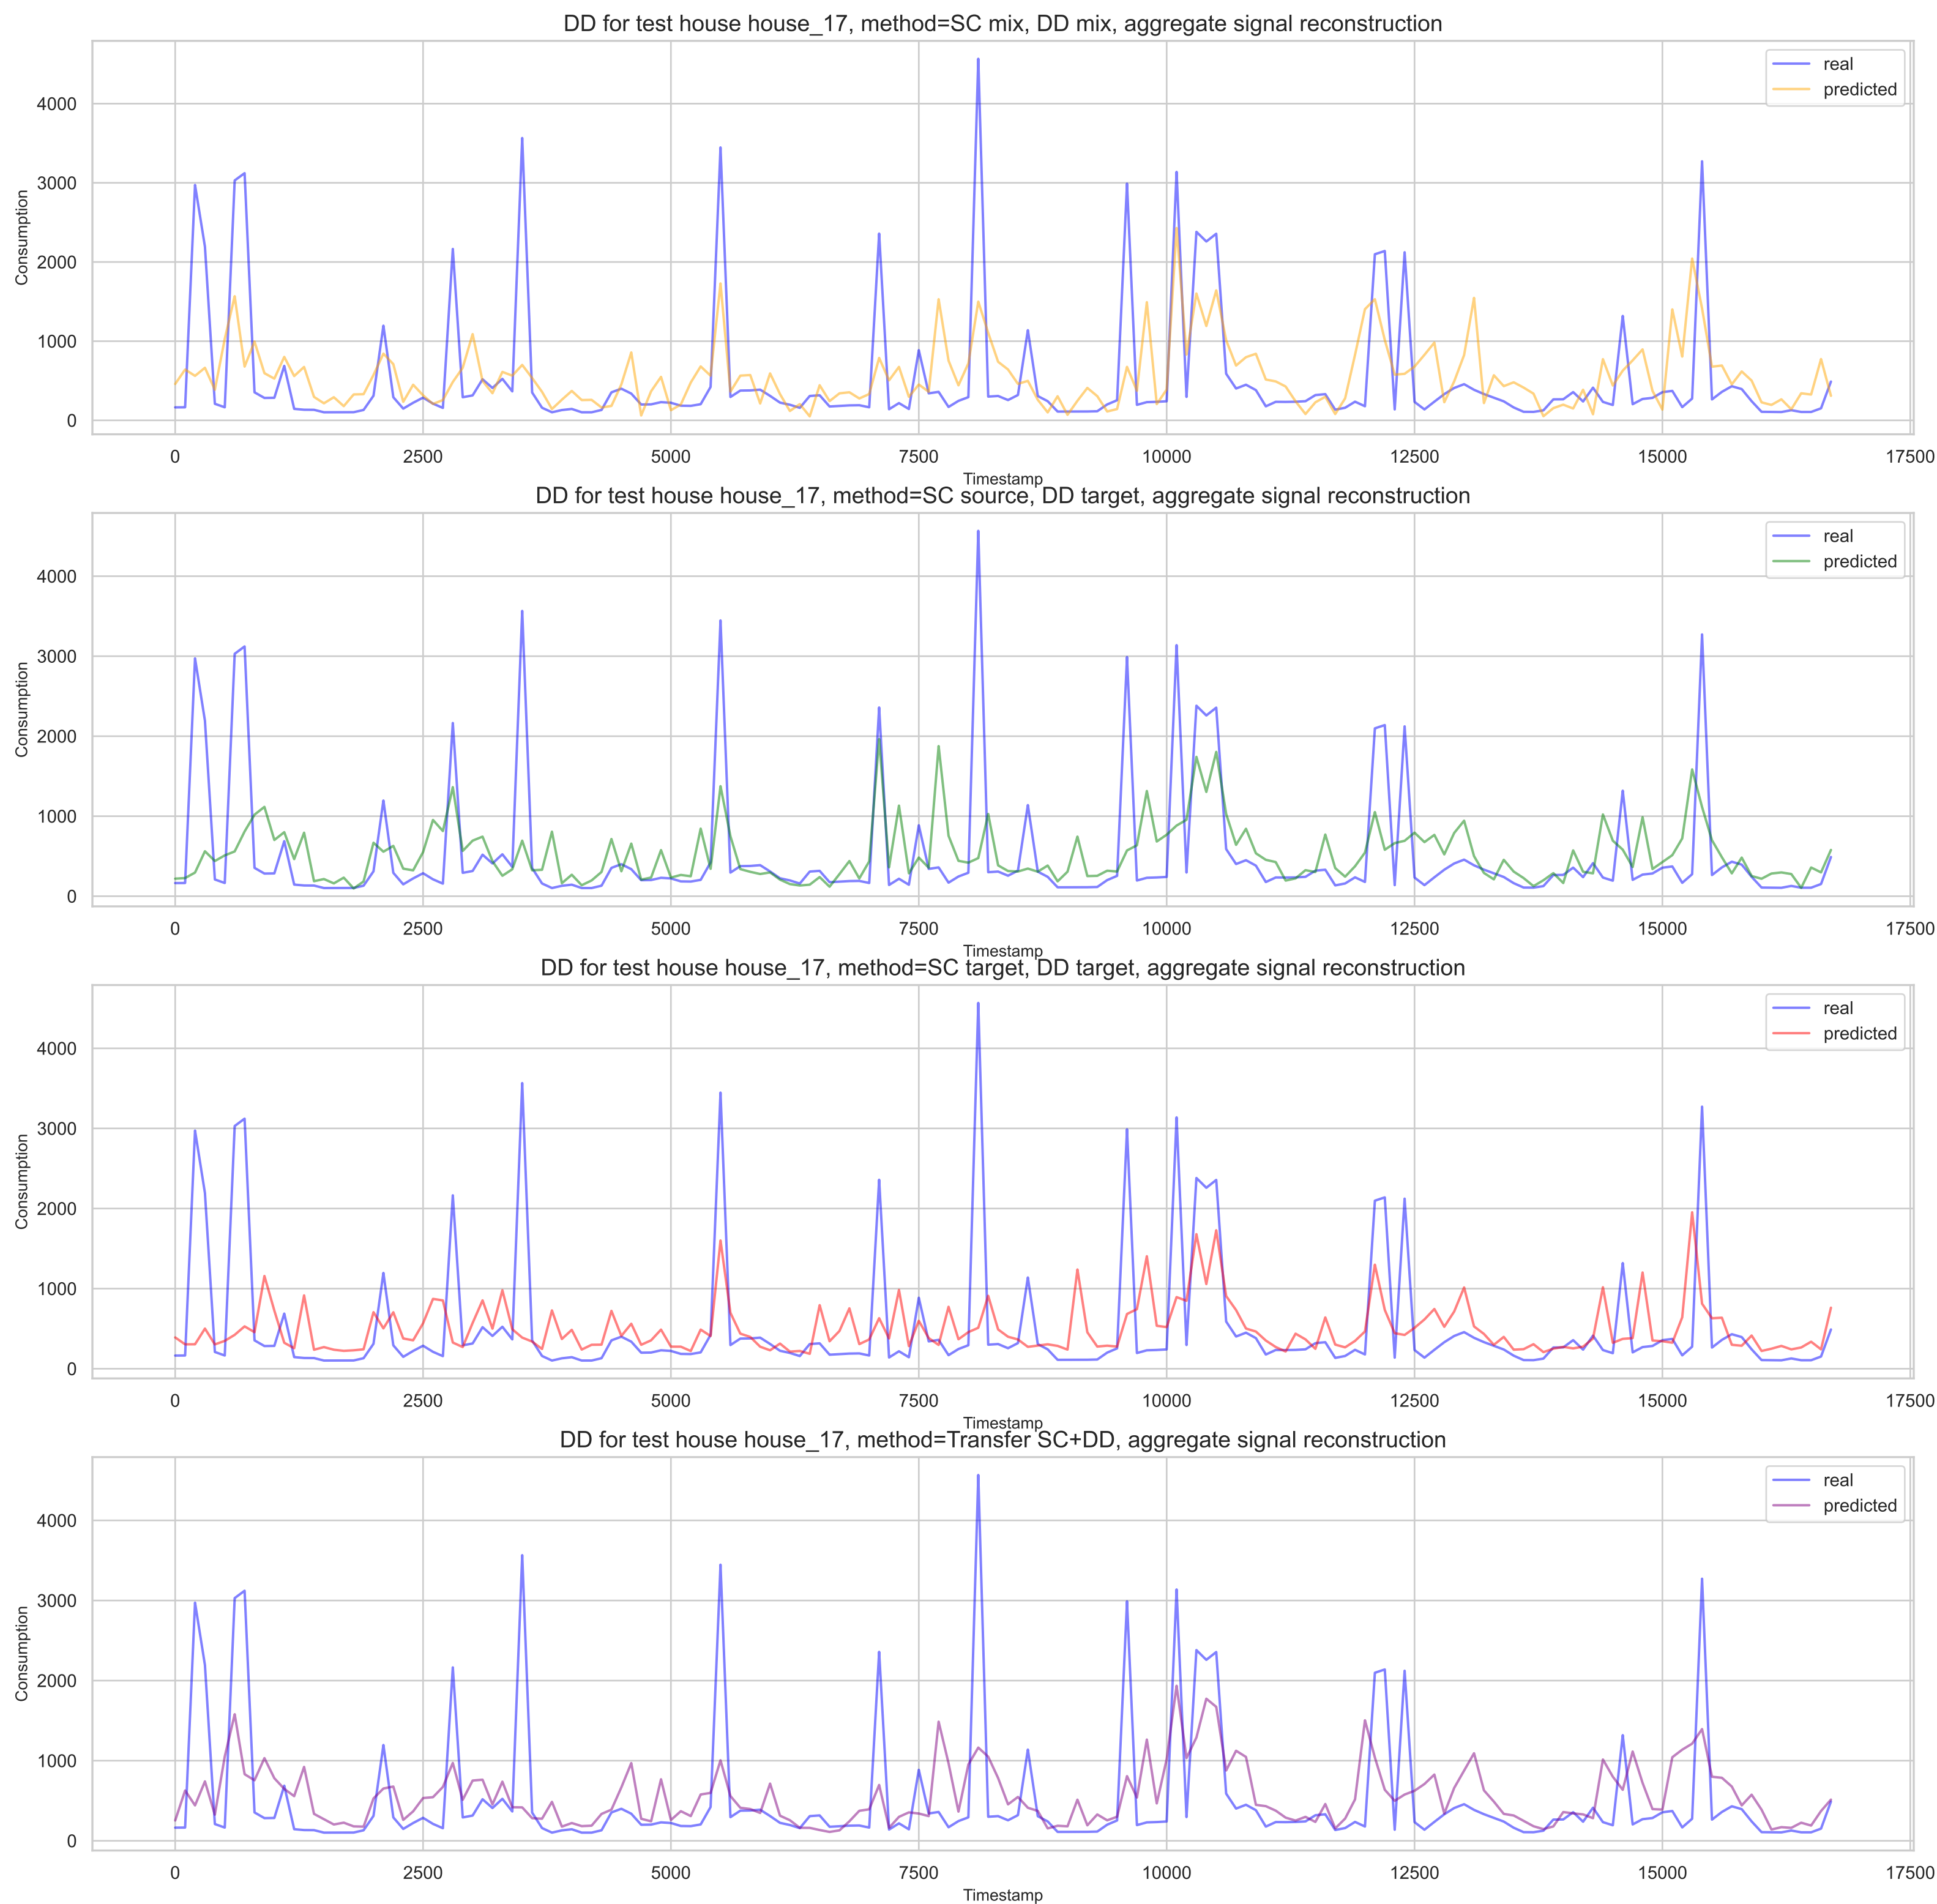 DD for test house house_17, method=SC mix, DD mix, aggregate signal reconstruction
real
predicted
Consumption
4000
3000
2000
1000
0
0 2500 5000 7500 10000 12500 15000 17500
Timestamp
DD for test house house_17, method=SC source, DD target, aggregate signal reconstruction
real
predicted
Consumption
4000
3000
2000
1000
0
0 2500 5000 7500 10000 12500 15000 17500
Timestamp
DD for test house house_17, method=SC target, DD target, aggregate signal reconstruction
real
predicted
Consumption
4000
3000
2000
1000
0
0 2500 5000 7500 10000 12500 15000 17500
Timestamp
DD for test house house_17, method=Transfer SC+DD, aggregate signal reconstruction
real
predicted
Consumption
4000
3000
2000
1000
0
0 2500 5000 7500 10000 12500 15000 17500
Timestamp